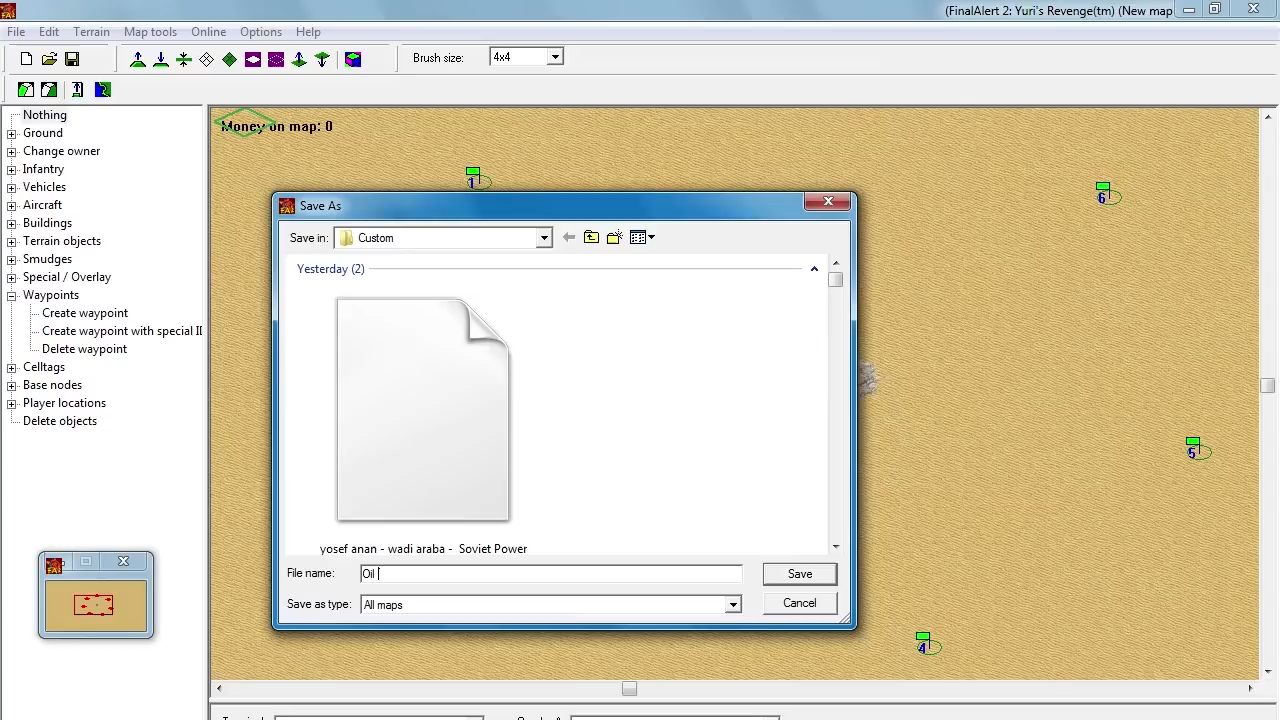 (FinalAlert 2: Yuri's Revenge(tm) (New map
File Edit Terrain Map tools Online Options Help
Brush size: 4x4
Nothing
Ground
Change owner
Infantry
Vehicles
Aircraft
Buildings
Terrain objects
Smudges
Special / Overlay
Waypoints
Create waypoint
Create waypoint with special I
Delete waypoint
Celltags
Base nodes
Player locations
Delete objects
Money on map: 0
1
6
5
4
Save As
Save in: Custom
Yesterday (2)
yosef anan - wadi araba - Soviet Power
File name: Oil
Save
Save as type: All maps
Cancel